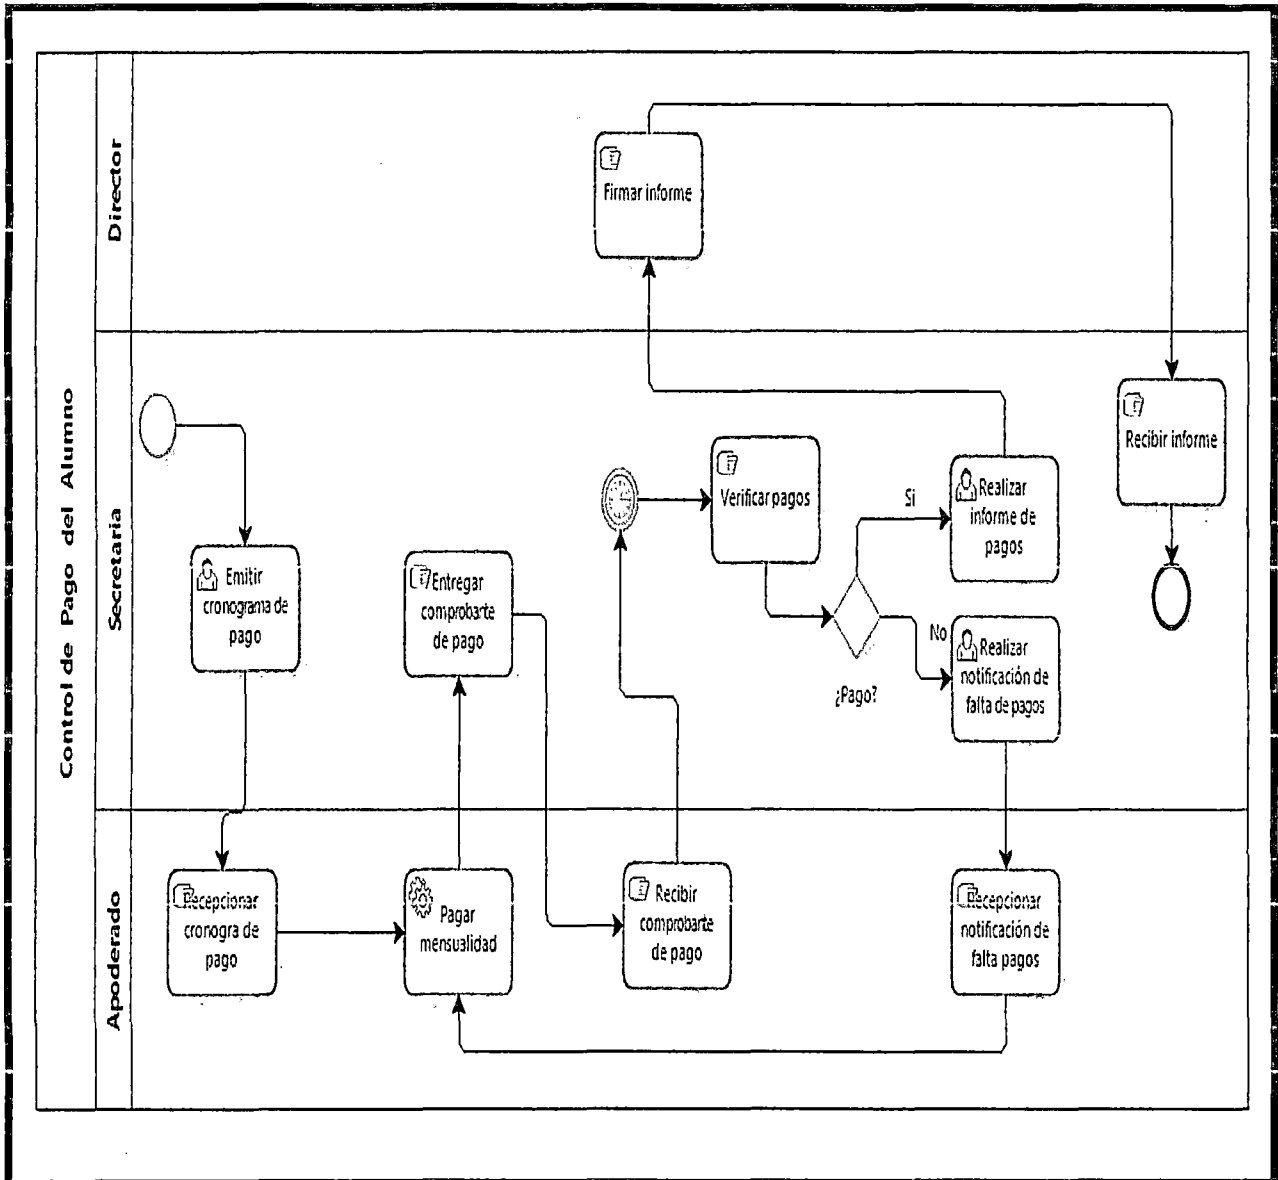 Control de Pago del Alumno
Director
Firmar informe
Secretaria
Emitir
cronograma de
pago
Entregar
comprobarte
de pago
Verificar pagos
¿Pago?
Si
No
Realizar
informe de
pagos
Realizar
notificación de
falta de pagos
Recibir informe
Apoderado
Recepcionar
cronogra de
pago
Pagar
mensualidad
Recibir
comprobarte
de pago
Recepcionar
notificación de
falta pagos